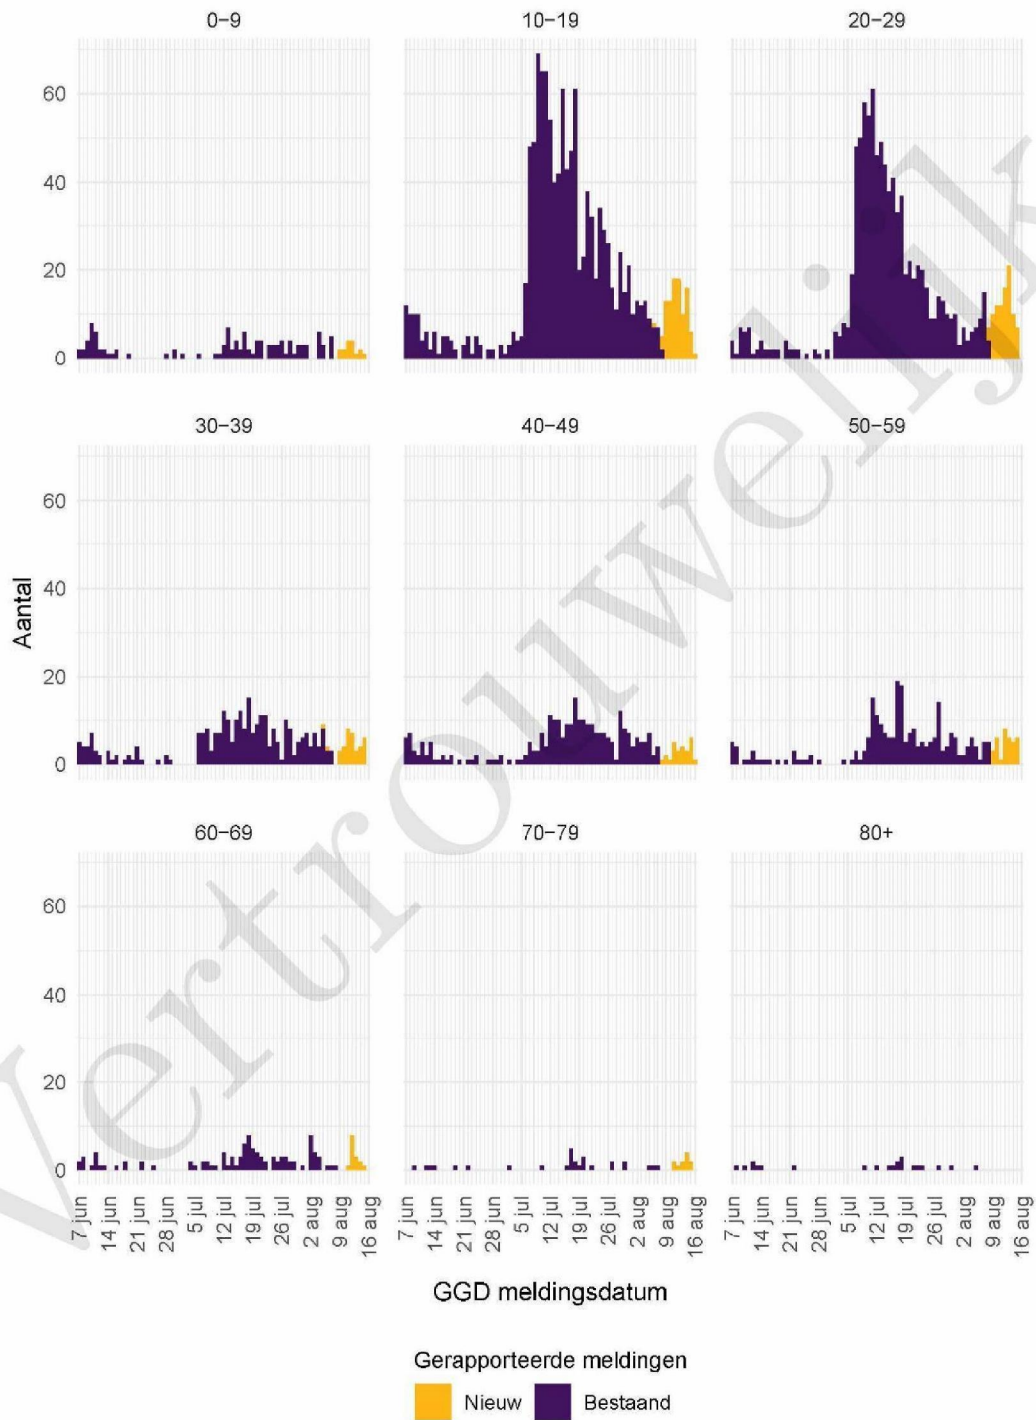 0−9 10−19 20−29
60
40
20
0
30−39 40−49 50−59
60
40
20
0
Aantal
60−69 70−79 80+
60
40
20
0
7 jun 14 jun 21 jun 28 jun 5 jul 12 jul 19 jul 26 jul 2 aug 9 aug 16 aug
7 jun 14 jun 21 jun 28 jun 5 jul 12 jul 19 jul 26 jul 2 aug 9 aug 16 aug
7 jun 14 jun 21 jun 28 jun 5 jul 12 jul 19 jul 26 jul 2 aug 9 aug 16 aug
GGD meldingsdatum
Gerapporteerde meldingen
Nieuw Bestaand
Vertrouwelijk